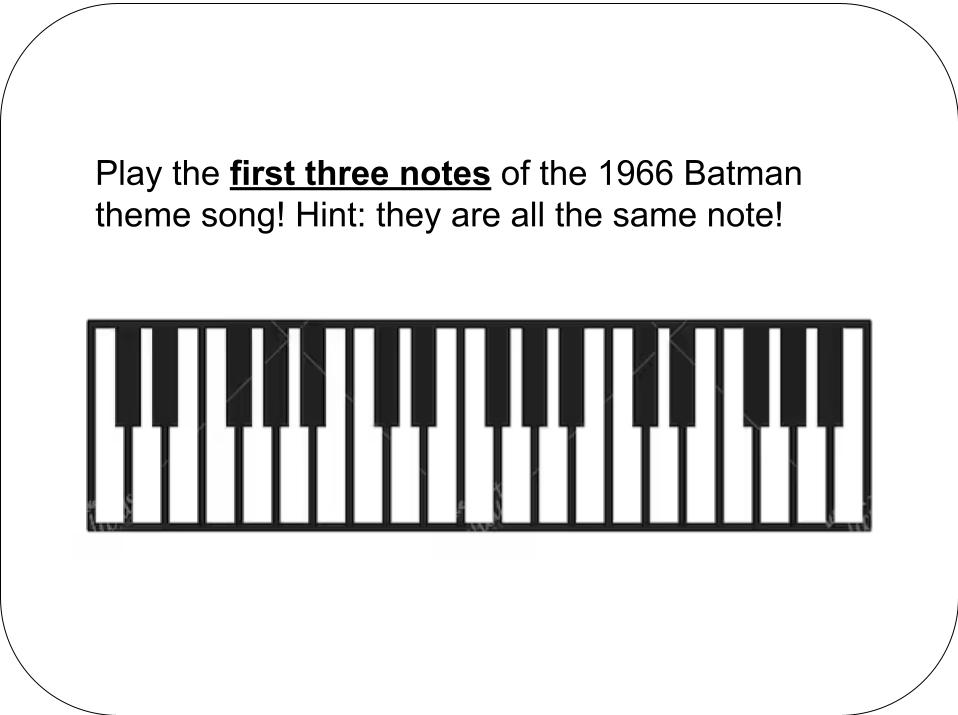 Play the first three notes of the 1966 Batman
theme song! Hint: they are all the same note!